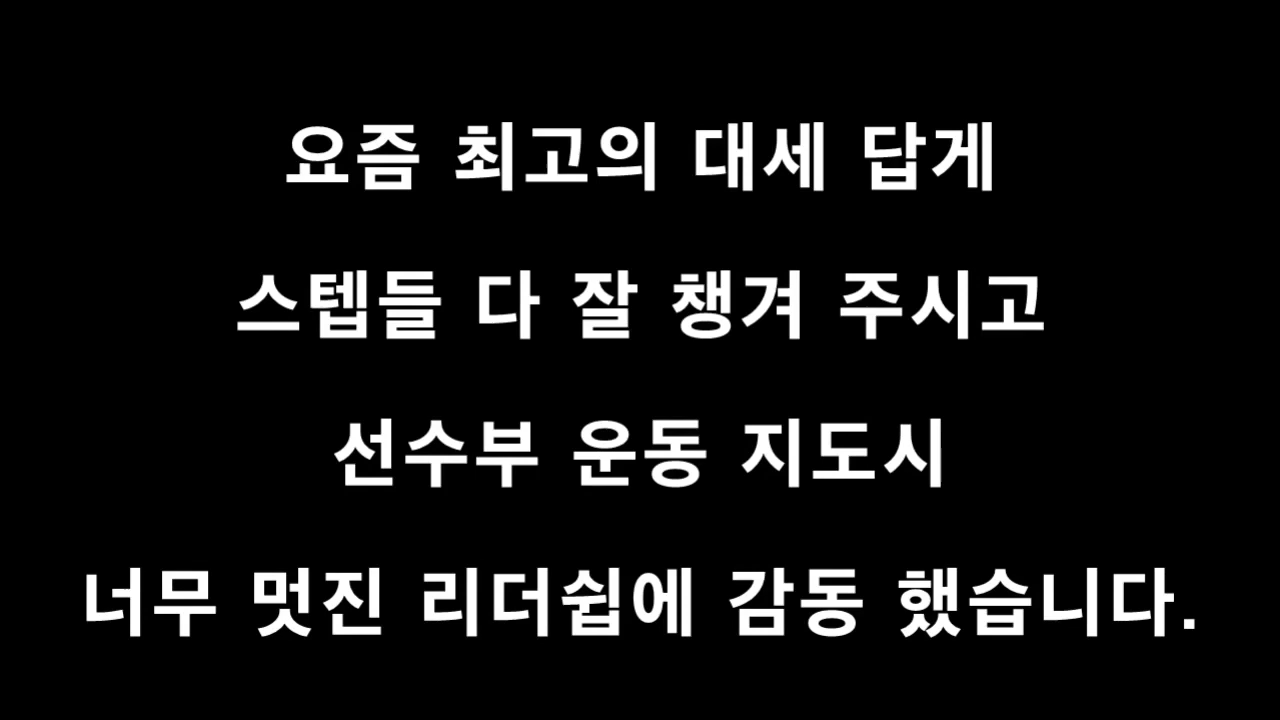 요즘 최고의 대세 답게
스텝들 다 잘 챙겨 주시고
선수부 운동 지도시
너무 멋진 리더쉽에 감동 했습니다.